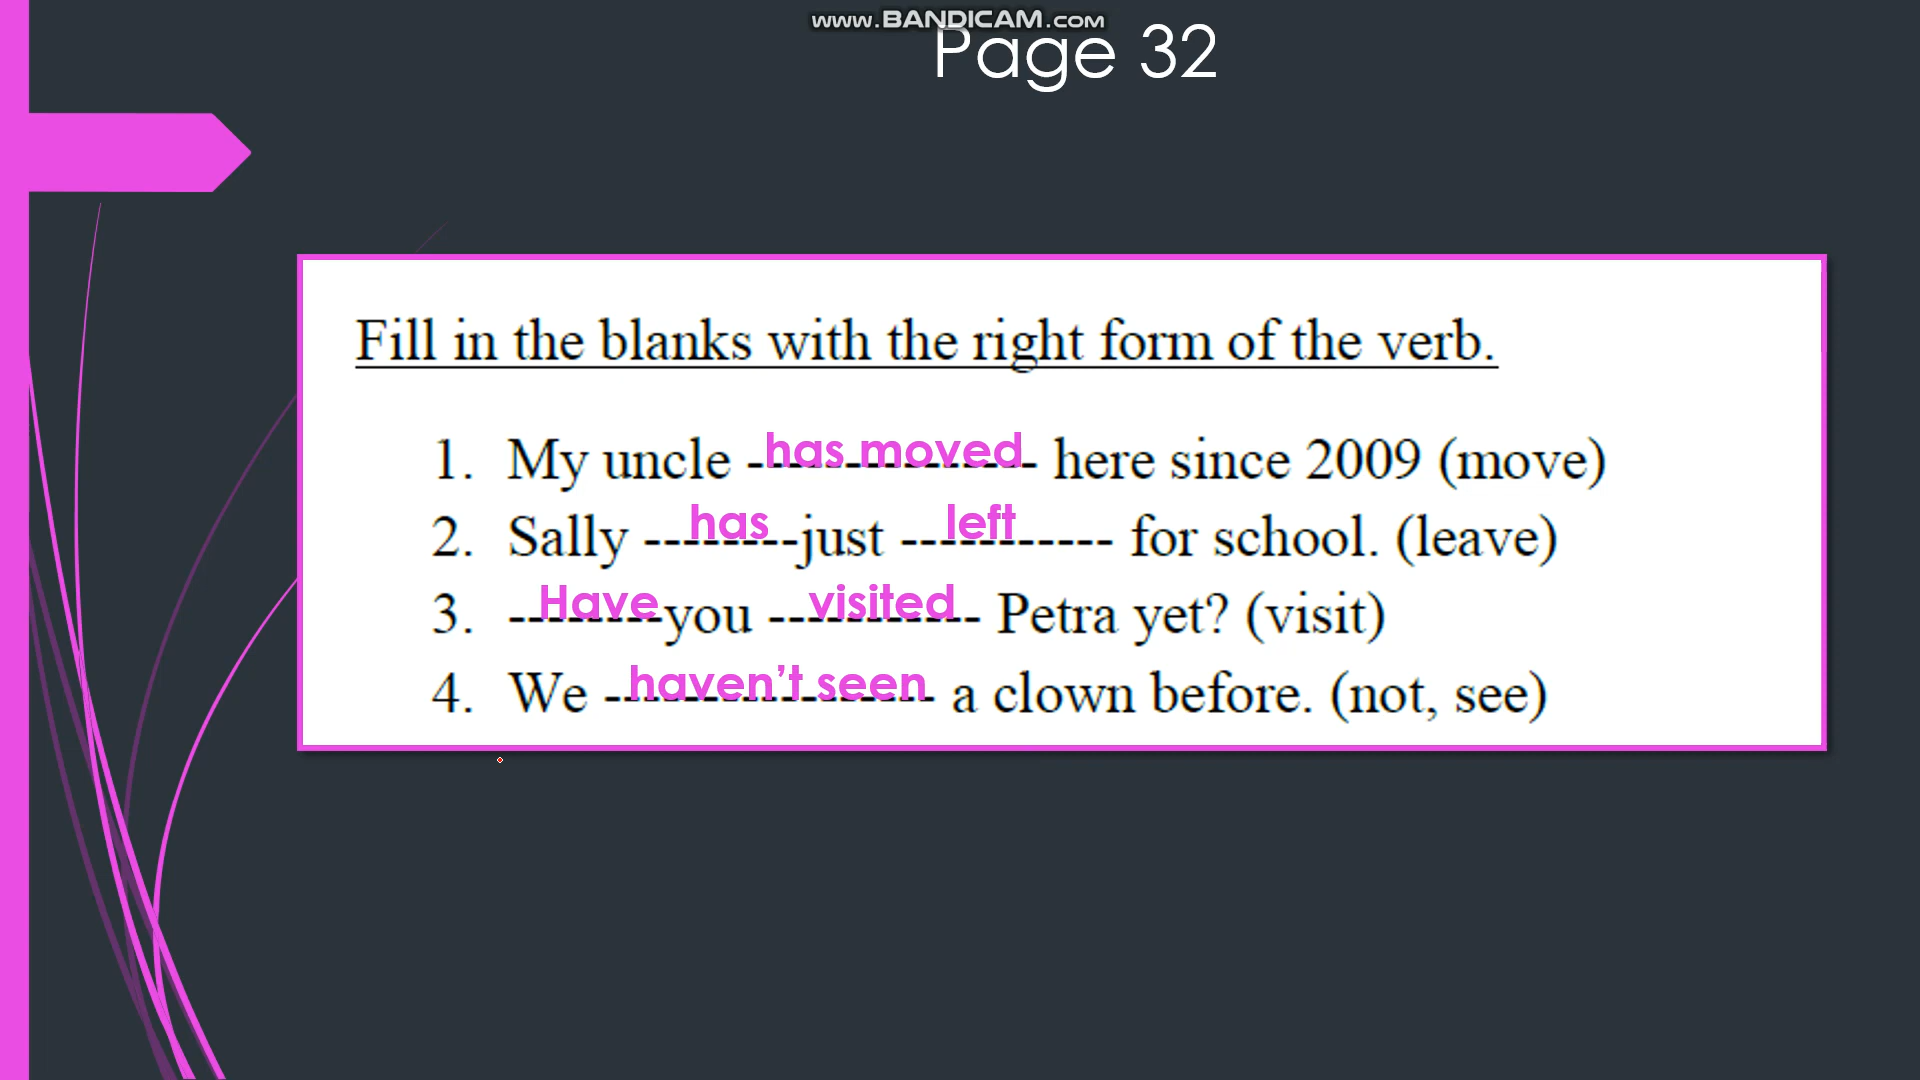 www.BANDICAM.com
Page 32
Fill in the blanks with the right form of the verb.
1. My uncle -has moved- here since 2009 (move)
2. Sally --has--just --left-- for school. (leave)
3. -Have-you --visited- Petra yet? (visit)
4. We -haven’t seen- a clown before. (not, see)